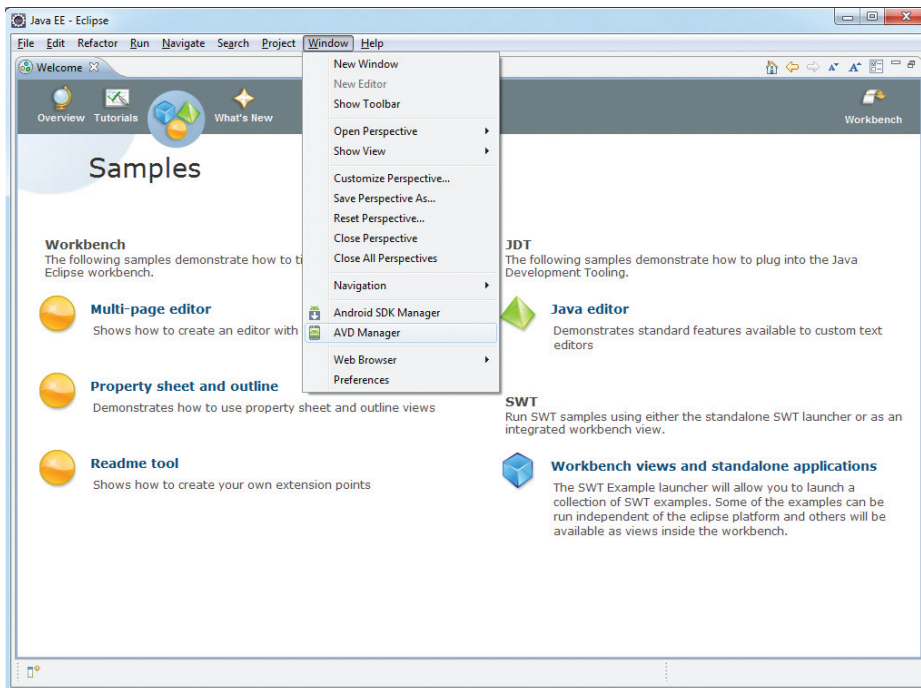 Java EE - Eclipse
File Edit Refactor Run Navigate Search Project Window Help
Welcome
Overview Tutorials What's New Workbench
New Window
New Editor
Show Toolbar
Open Perspective
Show View
Customize Perspective...
Save Perspective As...
Reset Perspective...
Close Perspective
Close All Perspectives
Navigation
Android SDK Manager
AVD Manager
Web Browser
Preferences
Samples
Workbench
The following samples demonstrate how to
Eclipse workbench.
Multi-page editor
Shows how to create an editor with
Property sheet and outline
Demonstrates how to use property sheet and outline views
Readme tool
Shows how to create your own extension points
JDT
The following samples demonstrate how to plug into the Java
Development Tooling.
Java editor
Demonstrates standard features available to custom text
editors
SWT
Run SWT samples using either the standalone SWT launcher or as an
integrated workbench view.
Workbench views and standalone applications
The SWT Example launcher will allow you to launch a
collection of SWT examples. Some of the examples can be
run independent of the eclipse platform and others will be
available as views inside the workbench.